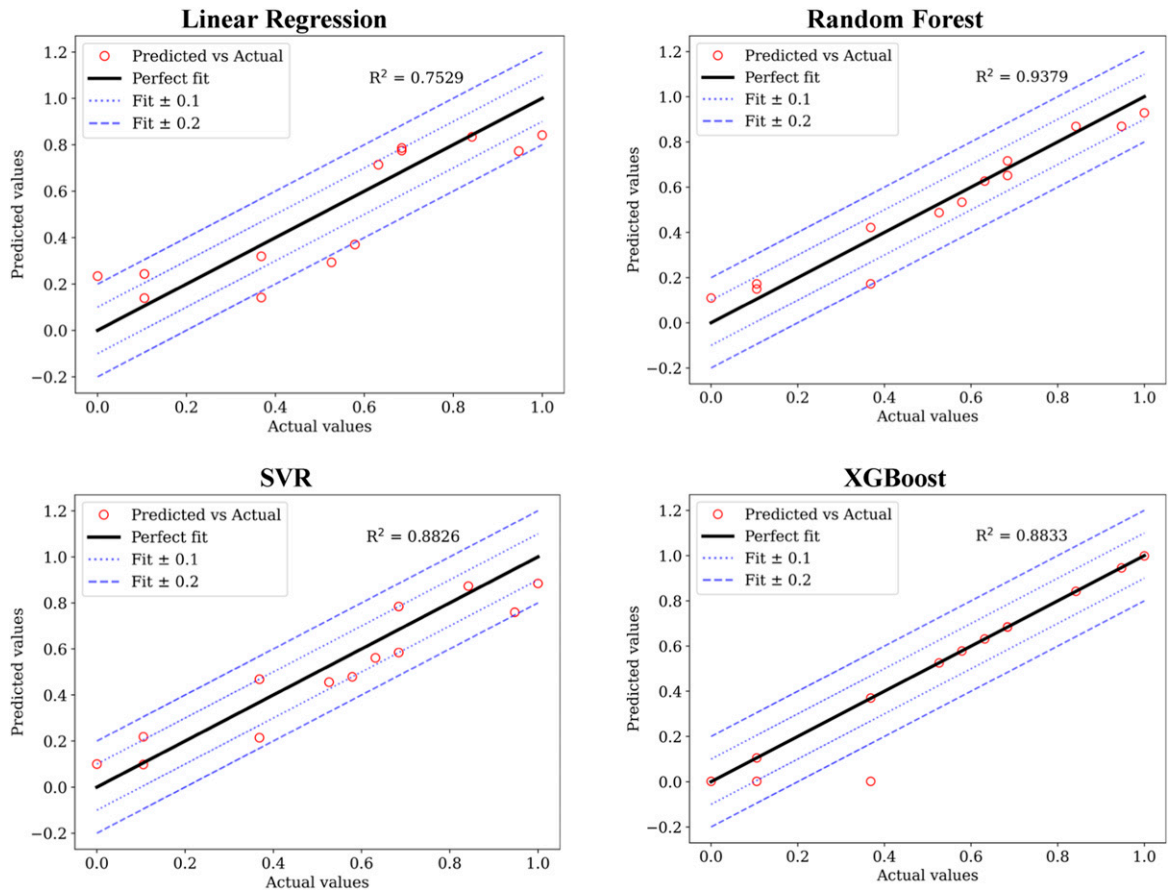 Linear Regression
Predicted vs Actual
Perfect fit
Fit ± 0.1
Fit ± 0.2
R² = 0.7529
1.2
1.0
0.8
0.6
0.4
0.2
0.0
−0.2
Predicted values
0.0 0.2 0.4 0.6 0.8 1.0
Actual values
Random Forest
Predicted vs Actual
Perfect fit
Fit ± 0.1
Fit ± 0.2
R² = 0.9379
1.2
1.0
0.8
0.6
0.4
0.2
0.0
−0.2
Predicted values
0.0 0.2 0.4 0.6 0.8 1.0
Actual values
SVR
Predicted vs Actual
Perfect fit
Fit ± 0.1
Fit ± 0.2
R² = 0.8826
1.2
1.0
0.8
0.6
0.4
0.2
0.0
−0.2
Predicted values
0.0 0.2 0.4 0.6 0.8 1.0
Actual values
XGBoost
Predicted vs Actual
Perfect fit
Fit ± 0.1
Fit ± 0.2
R² = 0.8833
1.2
1.0
0.8
0.6
0.4
0.2
0.0
−0.2
Predicted values
0.0 0.2 0.4 0.6 0.8 1.0
Actual values